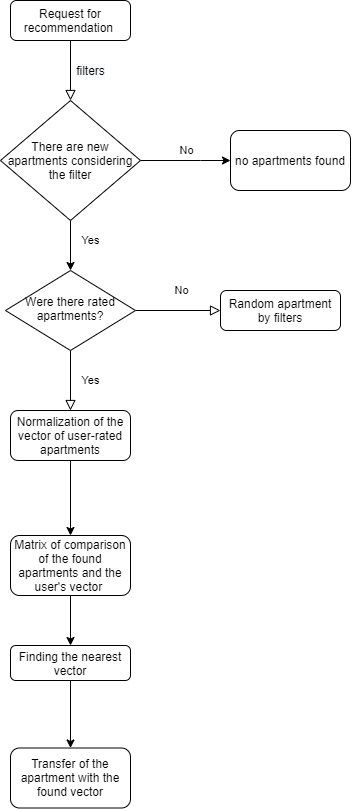 Request for
recommendation
filters
There are new
apartments considering
the filter
No
no apartments found
Yes
Were there rated
apartments?
No
Random apartment
by filters
Yes
Normalization of the
vector of user-rated
apartments
Matrix of comparison
of the found
apartments and the
user's vector
Finding the nearest
vector
Transfer of the
apartment with the
found vector